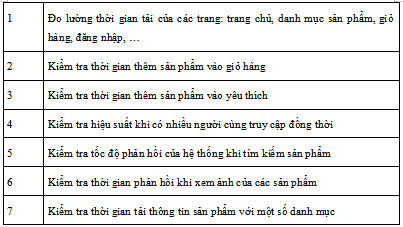 1 Đo lường thời gian tải của các trang: trang chủ, danh mục sản phẩm, giỏ
hàng, đăng nhập, …
2 Kiểm tra thời gian thêm sản phẩm vào giỏ hàng
3 Kiểm tra thời gian thêm sản phẩm vào yêu thích
4 Kiểm tra hiệu suất khi có nhiều người cùng truy cập đồng thời
5 Kiểm tra tốc độ phản hồi của hệ thống khi tìm kiếm sản phẩm
6 Kiểm tra thời gian phản hồi khi xem ảnh của các sản phẩm
7 Kiểm tra thời gian tải thông tin sản phẩm với một số danh mục